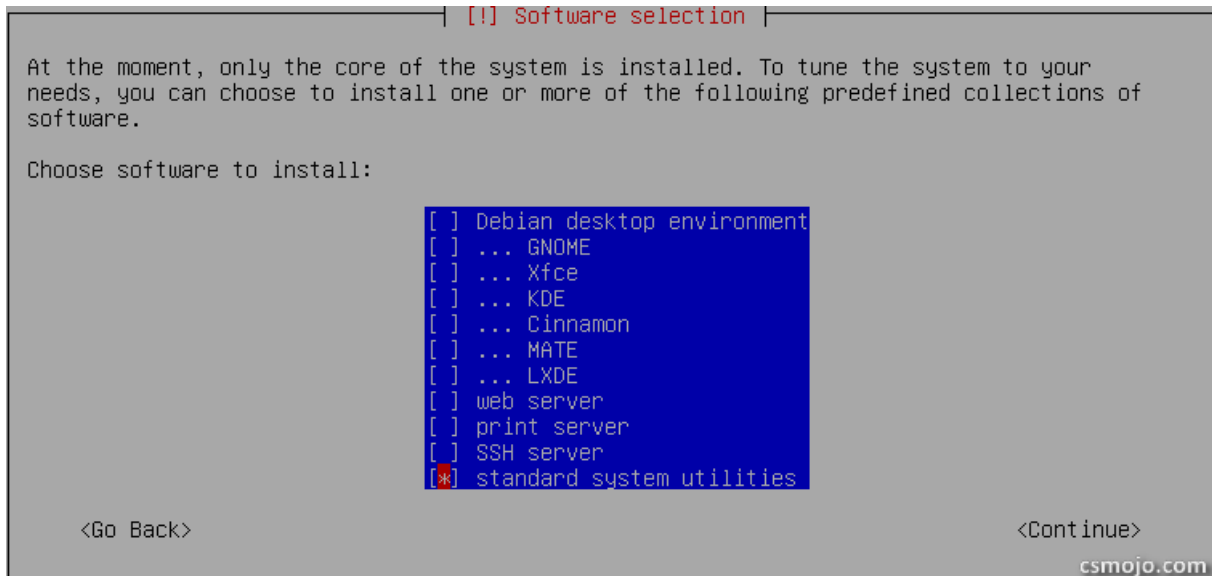 [!] Software selection
At the moment, only the core of the system is installed. To tune the system to your
needs, you can choose to install one or more of the following predefined collections of
software.
Choose software to install:
[ ] Debian desktop environment
[ ] ... GNOME
[ ] ... Xfce
[ ] ... KDE
[ ] ... Cinnamon
[ ] ... MATE
[ ] ... LXDE
[ ] web server
[ ] print server
[ ] SSH server
[*] standard system utilities
<Go Back> <Continue>
csmojo.com